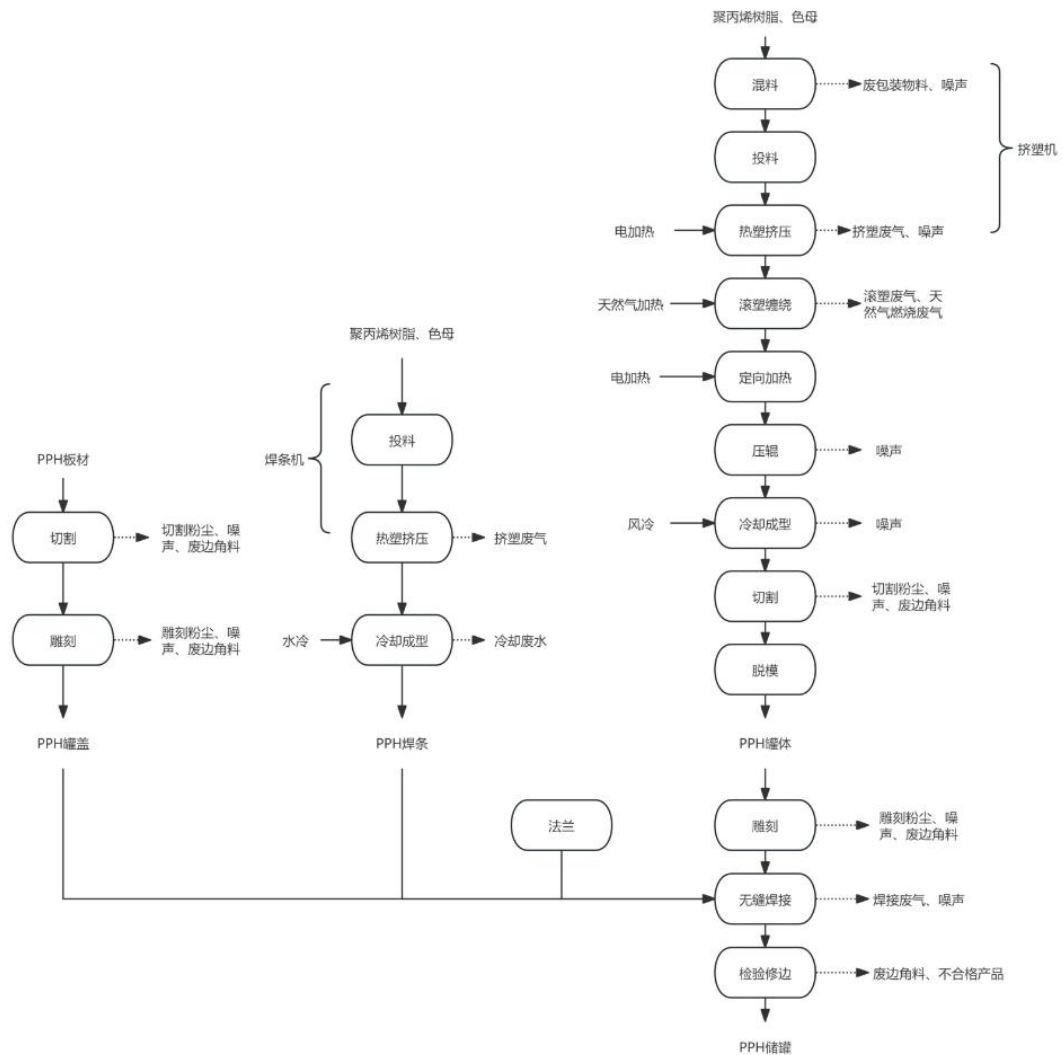 聚丙烯树脂、色母
混料
废包装物料、噪声
投料
挤塑机
电加热
热塑挤压
挤塑废气、噪声
天然气加热
滚塑缠绕
滚塑废气、天
然气燃烧废气
电加热
定向加热
压辊
噪声
风冷
冷却成型
噪声
切割
切割粉尘、噪
声、废边角料
脱模
PPH罐体
聚丙烯树脂、色母
焊条机
投料
热塑挤压
挤塑废气
水冷
冷却成型
冷却废水
PPH焊条
PPH板材
切割
切割粉尘、噪
声、废边角料
雕刻
雕刻粉尘、噪
声、废边角料
PPH罐盖
法兰
雕刻
雕刻粉尘、噪
声、废边角料
无缝焊接
焊接废气、噪声
检验修边
废边角料、不合格产品
PPH储罐